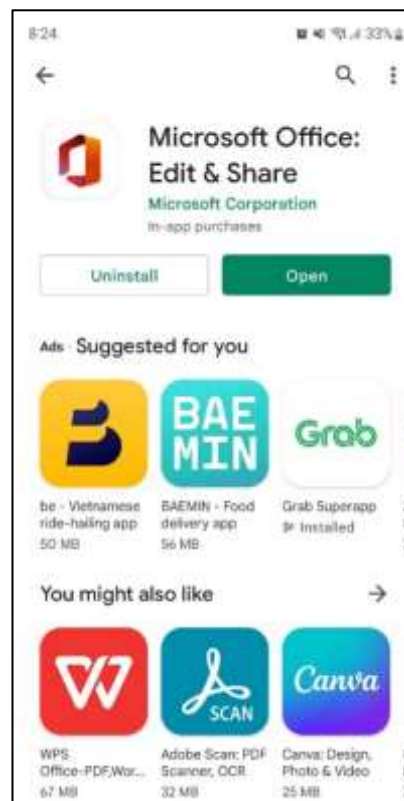 8:24
33%
Microsoft Office:
Edit & Share
Microsoft Corporation
In-app purchases
Uninstall
Open
Ads · Suggested for you
BAE
MIN
Grab
be - Vietnamese
ride-hailing app
50 MB
BAEMIN - Food
delivery app
56 MB
Grab Superapp
Installed
You might also like
SCAN
Canva
WPS
Office-PDF,Wor...
67 MB
Adobe Scan: PDF
Scanner, OCR
32 MB
Canva: Design,
Photo & Video
25 MB